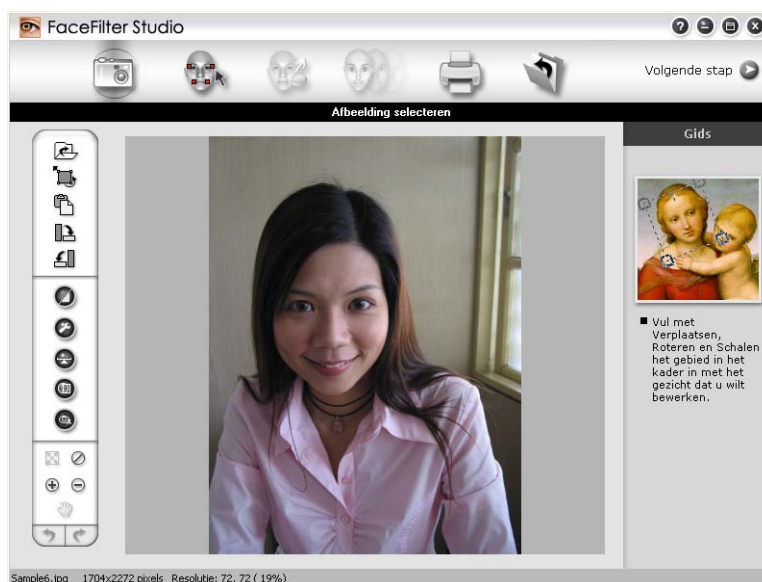 FaceFilter Studio
Volgende stap
Afbeelding selecteren
Gids
Vul met
Verplaatsen,
Roteren en Schalen
het gebied in het
kader in met het
gezicht dat u wilt
bewerken.
Sample6.jpg 1704x2272 pixels Resolutie: 72, 72 ( 19%)